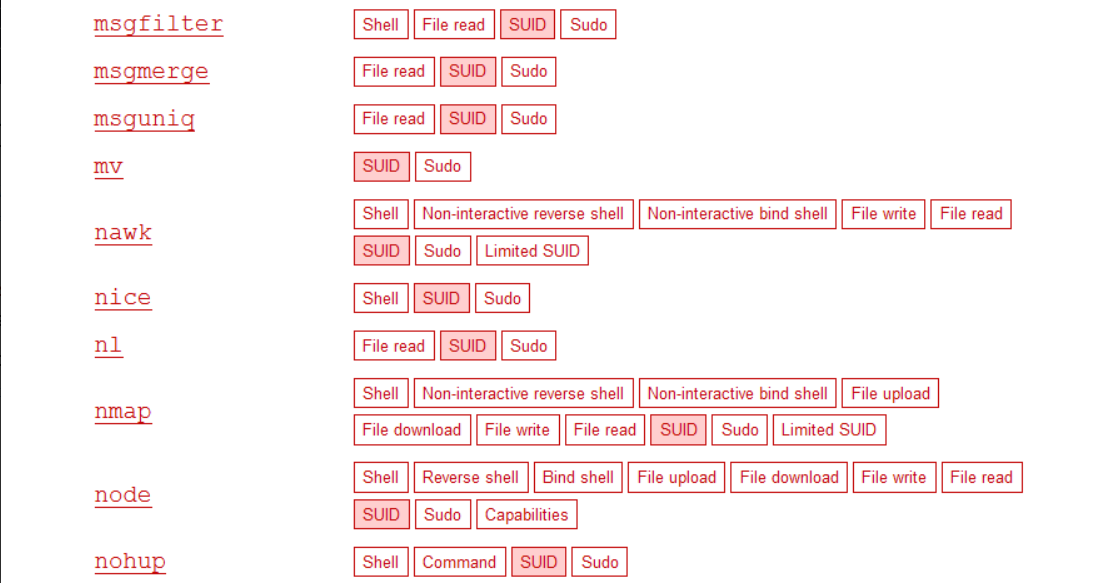 msgfilter Shell File read SUID Sudo
msgmerge File read SUID Sudo
msguniq File read SUID Sudo
mv SUID Sudo
nawk Shell Non-interactive reverse shell Non-interactive bind shell File write File read
SUID Sudo Limited SUID
nice Shell SUID Sudo
nl File read SUID Sudo
nmap Shell Non-interactive reverse shell Non-interactive bind shell File upload
File download File write File read SUID Sudo Limited SUID
node Shell Reverse shell Bind shell File upload File download File write File read
SUID Sudo Capabilities
nohup Shell Command SUID Sudo